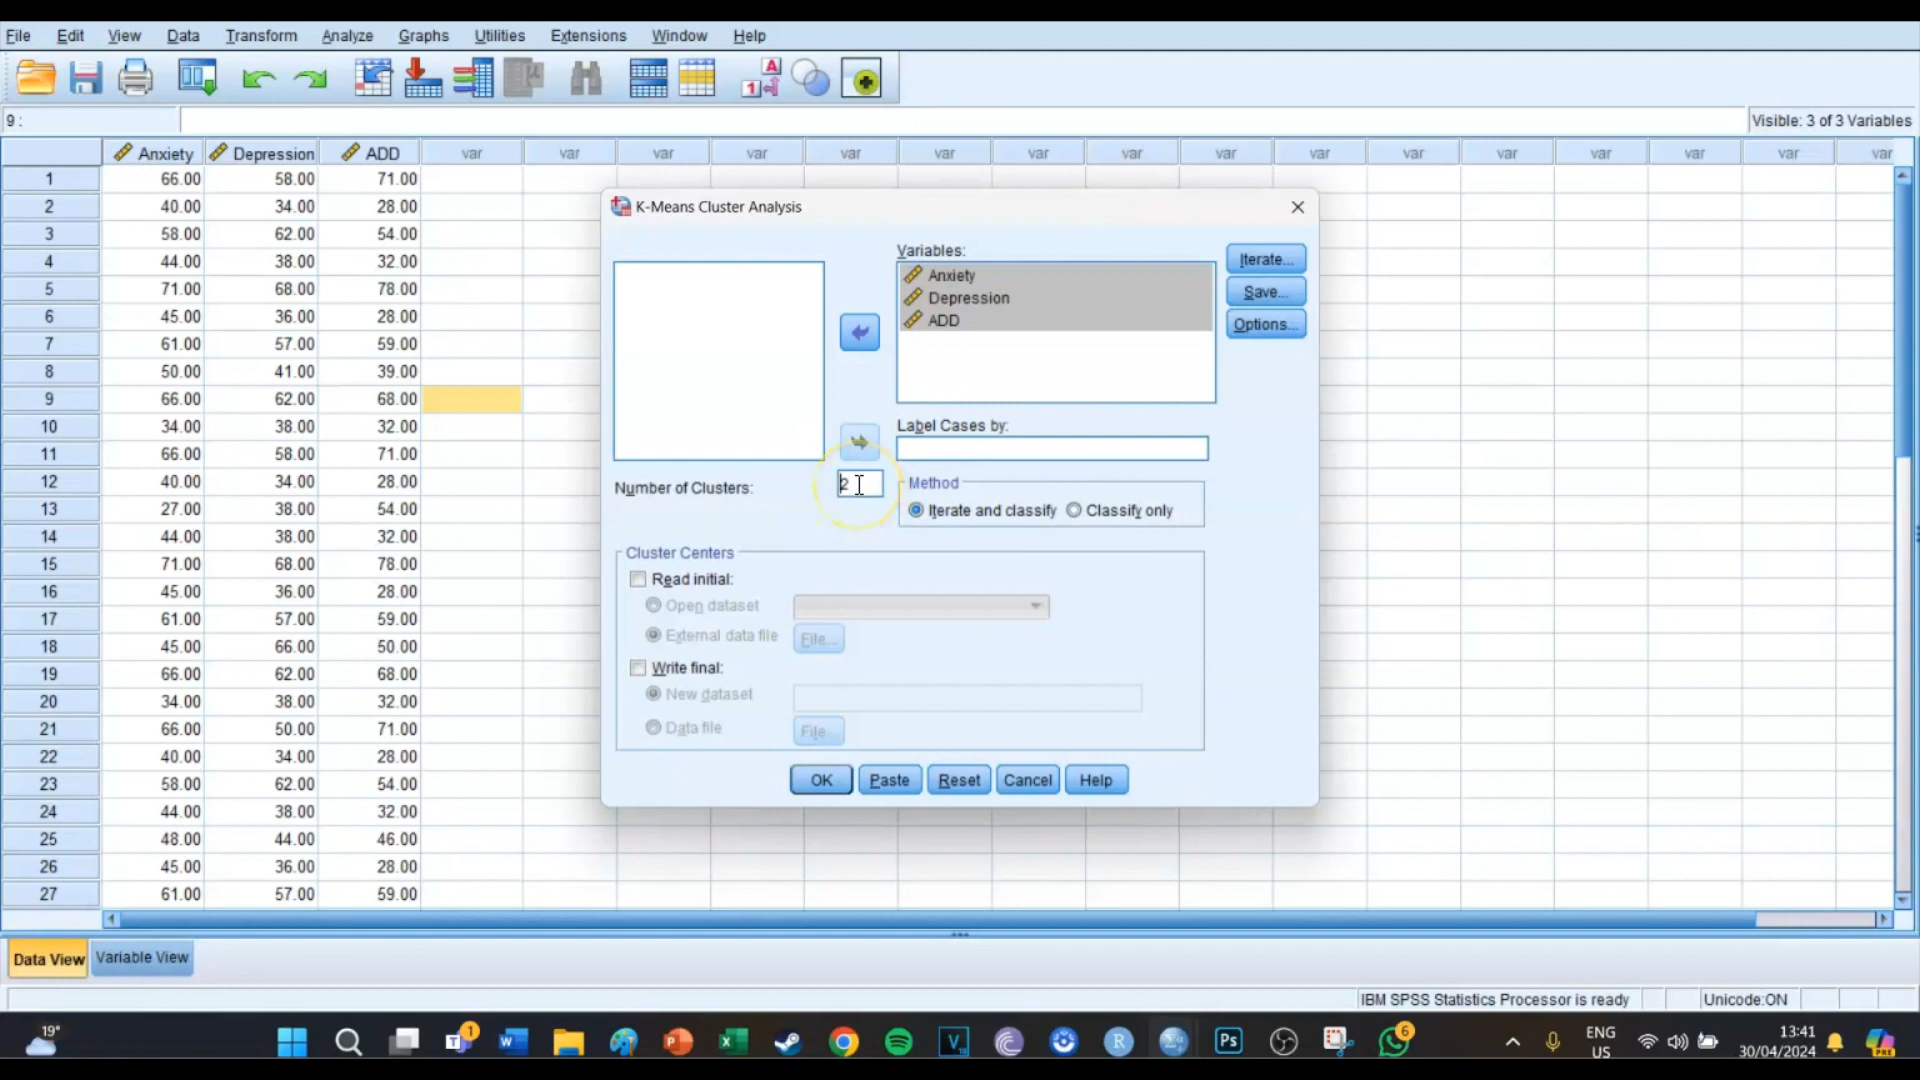 File Edit View Data Transform Analyze Graphs Utilities Extensions Window Help
9 : Visible: 3 of 3 Variables
Anxiety Depression ADD var var var var var var var var var var var var var var var var
1 66.00 58.00 71.00
2 40.00 34.00 28.00
3 58.00 62.00 54.00
4 44.00 38.00 32.00
5 71.00 68.00 78.00
6 45.00 36.00 28.00
7 61.00 57.00 59.00
8 50.00 41.00 39.00
9 66.00 62.00 68.00
10 34.00 38.00 32.00
11 66.00 58.00 71.00
12 40.00 34.00 28.00
13 27.00 38.00 54.00
14 44.00 38.00 32.00
15 71.00 68.00 78.00
16 45.00 36.00 28.00
17 61.00 57.00 59.00
18 45.00 66.00 50.00
19 66.00 62.00 68.00
20 34.00 38.00 32.00
21 66.00 50.00 71.00
22 40.00 34.00 28.00
23 58.00 62.00 54.00
24 44.00 38.00 32.00
25 48.00 44.00 46.00
26 45.00 36.00 28.00
27 61.00 57.00 59.00
K-Means Cluster Analysis
Variables:
Anxiety
Depression
ADD
Iterate...
Save...
Options...
Label Cases by:
Number of Clusters: 2
Method
Iterate and classify Classify only
Cluster Centers
Read initial:
Open dataset
External data file File...
Write final:
New dataset
Data file File...
OK Paste Reset Cancel Help
Data View Variable View
IBM SPSS Statistics Processor is ready Unicode:ON
19° 1 6 ENG 13:41
US 30/04/2024